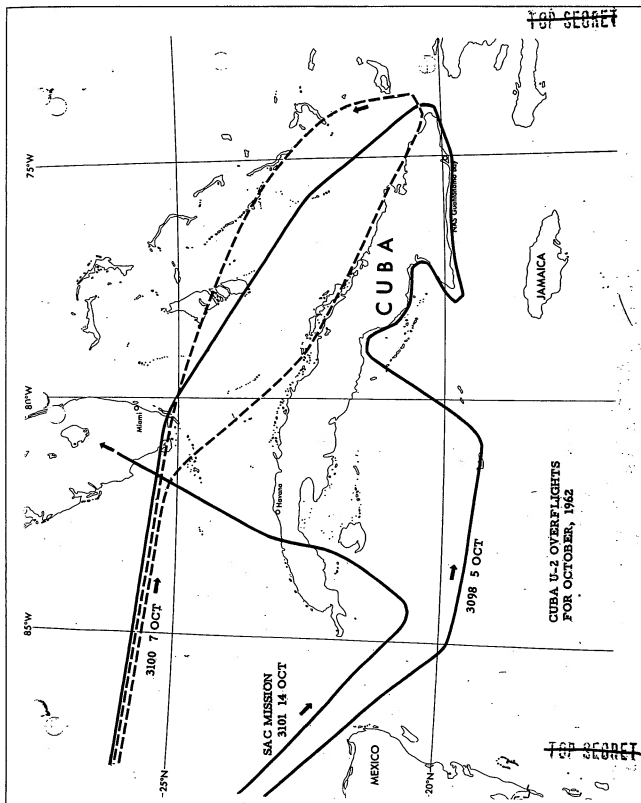 TOP SECRET
75°W
80°W
85°W
Miami
Havana
CUBA
NAS Guantanamo Bay
JAMAICA
MEXICO
25°N
20°N
3100 7 OCT
SAC MISSION
3101 14 OCT
3098 5 OCT
CUBA U-2 OVERFLIGHTS
FOR OCTOBER, 1962
TOP SECRET